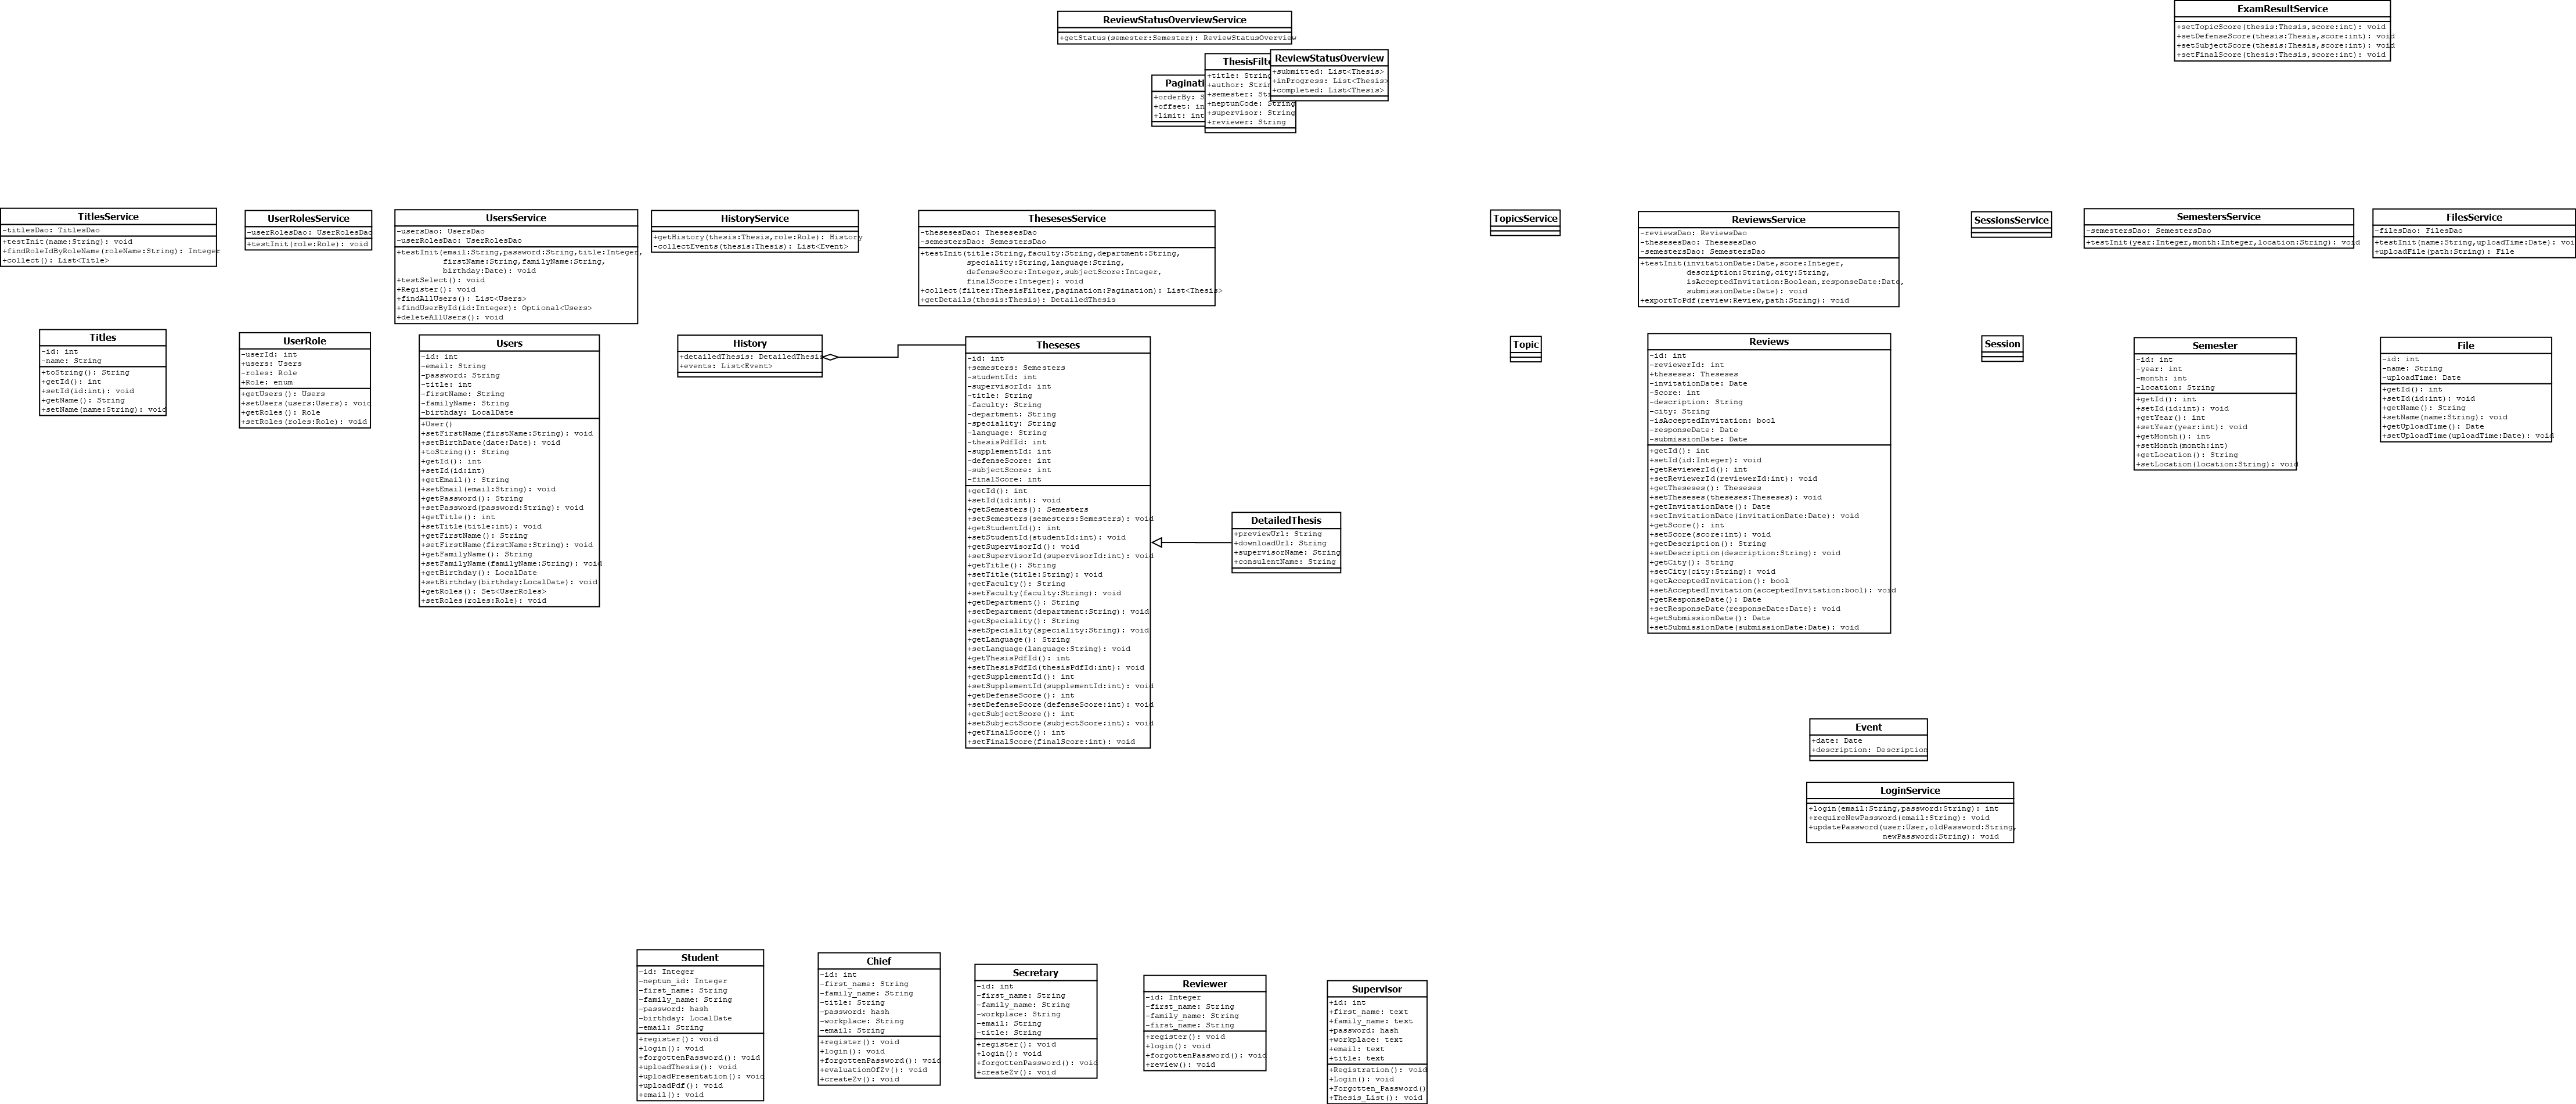 ReviewStatusOverviewService
+getStatus(semester:Semester): ReviewStatusOverview
ExamResultService
+setTopicScore(thesis:Thesis,score:int): void
+setDefenseScore(thesis:Thesis,score:int): void
+setSubjectScore(thesis:Thesis,score:int): void
+setFinalScore(thesis:Thesis,score:int): void
+orderBy: S
+offset: in
+limit: int
+title: String
+author: Strin
+semester: Str
+neptunCode: String
+supervisor: String
+reviewer: String
ReviewStatusOverview
+submitted: List<Thesis>
+inProgress: List<Thesis>
+completed: List<Thesis>
TitlesService
-titlesDao: TitlesDao
+testInit(name:String): void
+findRoleIdByRoleName(roleName:String): Integer
+collect(): List<Title>
UserRolesService
-userRolesDao: UserRolesDao
+testInit(role:Role): void
UsersService
-usersDao: UsersDao
-userRolesDao: UserRolesDao
+testInit(email:String,password:String,title:Integer,
firstName:String,familyName:String,
birthday:Date): void
+testSelect(): void
+Register(): void
+findAllUsers(): List<Users>
+findUserById(id:Integer): Optional<Users>
+deleteAllUsers(): void
HistoryService
+getHistory(thesis:Thesis,role:Role): History
-collectEvents(thesis:Thesis): List<Event>
ThesesesService
-thesesesDao: ThesesesDao
-semestersDao: SemestersDao
+testInit(title:String,faculty:String,department:String,
speciality:String,language:String,
defenseScore:Integer,subjectScore:Integer,
finalScore:Integer): void
+collect(filter:ThesisFilter,pagination:Pagination): List<Thesis>
+getDetails(thesis:Thesis): DetailedThesis
TopicsService
ReviewsService
-reviewsDao: ReviewsDao
-thesesesDao: ThesesesDao
-semestersDao: SemestersDao
+testInit(invitationDate:Date,score:Integer,
description:String,city:String,
isAcceptedInvitation:Boolean,responseDate:Date,
submissionDate:Date): void
+exportToPdf(review:Review,path:String): void
SessionsService
SemestersService
-semestersDao: SemestersDao
+testInit(year:Integer,month:Integer,location:String): void
FilesService
-filesDao: FilesDao
+testInit(name:String,uploadTime:Date): voi
+uploadFile(path:String): File
Titles
-id: int
-name: String
+toString(): String
+getId(): int
+setId(id:int): void
+getName(): String
+setName(name:String): void
UserRole
-userId: int
+users: Users
-roles: Role
+Role: enum
+getUsers(): Users
+setUsers(users:Users): void
+getRoles(): Role
+setRoles(roles:Role): void
Users
-id: int
-email: String
-password: String
-title: int
-firstName: String
-familyName: String
-birthday: LocalDate
+User()
+setFirstName(firstName:String): void
+setBirthDate(date:Date): void
+toString(): String
+getId(): int
+setId(id:int)
+getEmail(): String
+setEmail(email:String): void
+getPassword(): String
+setPassword(password:String): void
+getTitle(): int
+setTitle(title:int): void
+getFirstName(): String
+setFirstName(firstName:String): void
+getFamilyName(): String
+setFamilyName(familyName:String): void
+getBirthday(): LocalDate
+setBirthday(birthday:LocalDate): void
+getRoles(): Set<UserRoles>
+setRoles(roles:Role): void
History
+detailedThesis: DetailedThesis
+events: List<Event>
Theseses
-id: int
+semesters: Semesters
-studentId: int
-supervisorId: int
-title: String
-faculty: String
-department: String
-speciality: String
-language: String
-thesisPdfId: int
-supplementId: int
-defenseScore: int
-subjectScore: int
-finalScore: int
+getId(): int
+setId(id:int): void
+getSemesters(): Semesters
+setSemesters(semesters:Semesters): void
+getStudentId(): int
+setStudentId(studentId:int): void
+getSupervisorId(): void
+setSupervisorId(supervisorId:int): void
+getTitle(): String
+setTitle(title:String): void
+getFaculty(): String
+setFaculty(faculty:String): void
+getDepartment(): String
+setDepartment(department:String): void
+getSpeciality(): String
+setSpeciality(speciality:String): void
+getLanguage(): String
+setLanguage(language:String): void
+getThesisPdfId(): int
+setThesisPdfId(thesisPdfId:int): void
+getSupplementId(): int
+setSupplementId(supplementId:int): void
+getDefenseScore(): int
+setDefenseScore(defenseScore:int): void
+getSubjectScore(): int
+setSubjectScore(subjectScore:int): void
+getFinalScore(): int
+setFinalScore(finalScore:int): void
DetailedThesis
+previewUrl: String
+downloadUrl: String
+supervisorName: String
+consulentName: String
Topic
Reviews
-id: int
-reviewerId: int
+theseses: Theseses
-invitationDate: Date
-Score: int
-description: String
-city: String
-isAcceptedInvitation: bool
-responseDate: Date
-submissionDate: Date
+getId(): int
+setId(id:Integer): void
+getReviewerId(): int
+setReviewerId(reviewerId:int): void
+getTheseses(): Theseses
+setTheseses(theseses:Theseses): void
+getInvitationDate(): Date
+setInvitationDate(invitationDate:Date): void
+getScore(): int
+setScore(score:int): void
+getDescription(): String
+setDescription(description:String): void
+getCity(): String
+setCity(city:String): void
+getAcceptedInvitation(): bool
+setAcceptedInvitation(acceptedInvitation:bool): void
+getResponseDate(): Date
+setResponseDate(responseDate:Date): void
+getSubmissionDate(): Date
+setSubmissionDate(submissionDate:Date): void
Session
Semester
-id: int
-year: int
-month: int
-location: String
+getId(): int
+setId(id:int): void
+getYear(): int
+setYear(year:int): void
+getMonth(): int
+setMonth(month:int)
+getLocation(): String
+setLocation(location:String): void
File
-id: int
-name: String
-uploadTime: Date
+getId(): int
+setId(id:int): void
+getName(): String
+setName(name:String): void
+getUploadTime(): Date
+setUploadTime(uploadTime:Date): void
Event
+date: Date
+description: Description
LoginService
+login(email:String,password:String): int
+requireNewPassword(email:String): void
+updatePassword(user:User,oldPassword:String,
newPassword:String): void
Student
-id: Integer
-neptun_id: Integer
-first_name: String
-family_name: String
-password: hash
-birthday: LocalDate
-email: String
+register(): void
+login(): void
+forgottenPassword(): void
+uploadThesis(): void
+uploadPresentation(): void
+uploadPdf(): void
+email(): void
Chief
-id: int
-first_name: String
-family_name: String
-title: String
-password: hash
-workplace: String
-email: String
+register(): void
+login(): void
+forgottenPassword(): void
+evaluationOfZv(): void
+createZv(): void
Secretary
-id: int
-first_name: String
-family_name: String
-workplace: String
-email: String
-title: String
+register(): void
+login(): void
+forgottenPassword(): void
+createZv(): void
Reviewer
-id: Integer
-first_name: String
-family_name: String
-first_name: String
+register(): void
+login(): void
+forgottenPassword(): void
+review(): void
Supervisor
+id: int
+first_name: text
+family_name: text
+password: hash
+workplace: text
+email: text
+title: text
+Registration(): void
+Login(): void
+Forgotten_Password()
+Thesis_List(): void